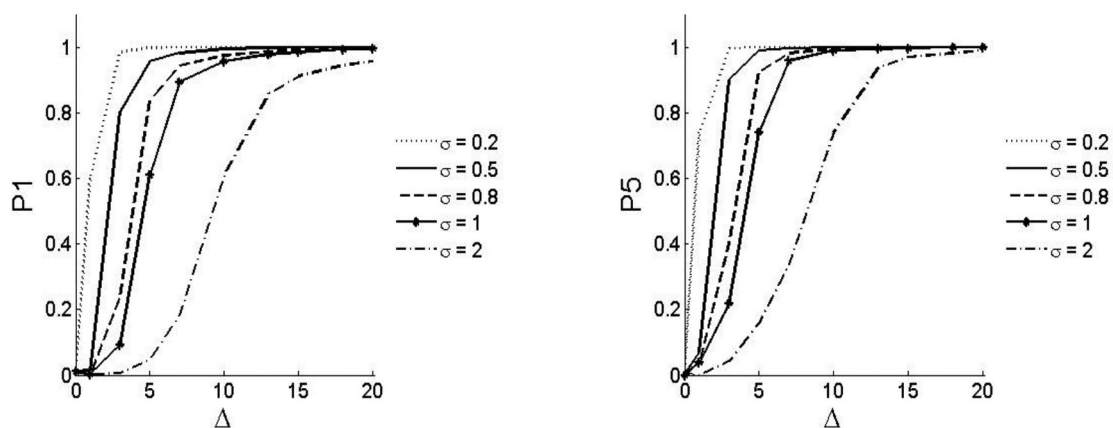 P1
1
0.8
0.6
0.4
0.2
0
0 5 10 15 20
Δ
σ = 0.2
σ = 0.5
σ = 0.8
σ = 1
σ = 2
P5
1
0.8
0.6
0.4
0.2
0
0 5 10 15 20
Δ
σ = 0.2
σ = 0.5
σ = 0.8
σ = 1
σ = 2